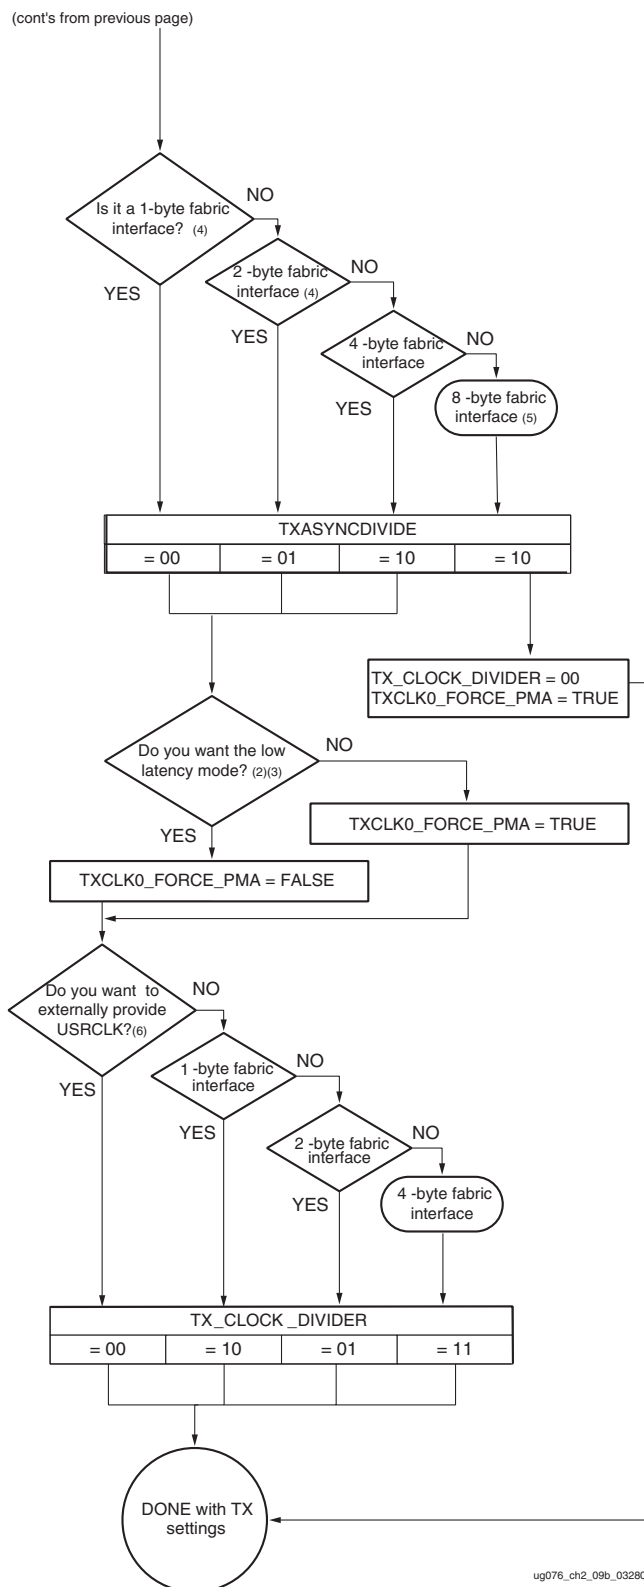 (cont's from previous page)
Is it a 1-byte fabric
interface? (4)
NO
YES
2 -byte fabric
interface (4)
NO
YES
4 -byte fabric
interface
NO
YES
8 -byte fabric
interface (5)
TXASYNCDIVIDE
= 00 = 01 = 10 = 10
TX_CLOCK_DIVIDER = 00
TXCLK0_FORCE_PMA = TRUE
Do you want the low
latency mode? (2)(3)
NO
YES
TXCLK0_FORCE_PMA = TRUE
TXCLK0_FORCE_PMA = FALSE
Do you want to
externally provide
USRCLK?(6)
NO
YES
1 -byte fabric
interface
NO
YES
2 -byte fabric
interface
NO
YES
4 -byte fabric
interface
TX_CLOCK _DIVIDER
= 00 = 10 = 01 = 11
DONE with TX
settings